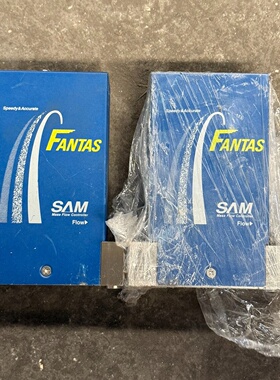 Speedy&Accurate
FANTAS
SAM
Mass Flow Controller
Flow
Speedy&Accurate
FANTAS
SAM
Mass Flow Controller
Flow